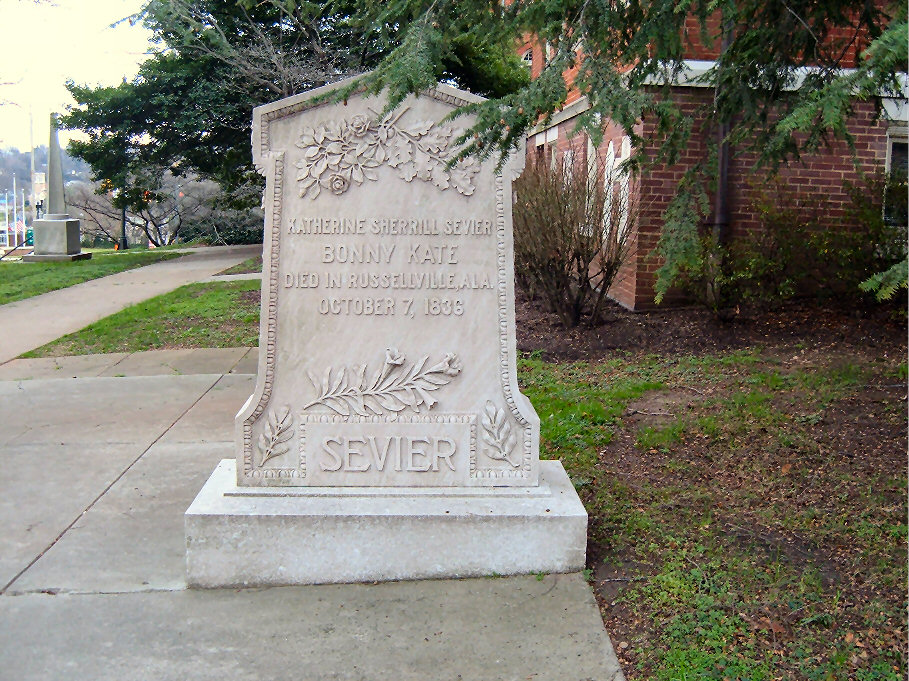 KATHERINE SHERRILL SEVIER
BONNY KATE
DIED IN RUSSELLVILLE, ALA.
OCTOBER 7, 1836
SEVIER